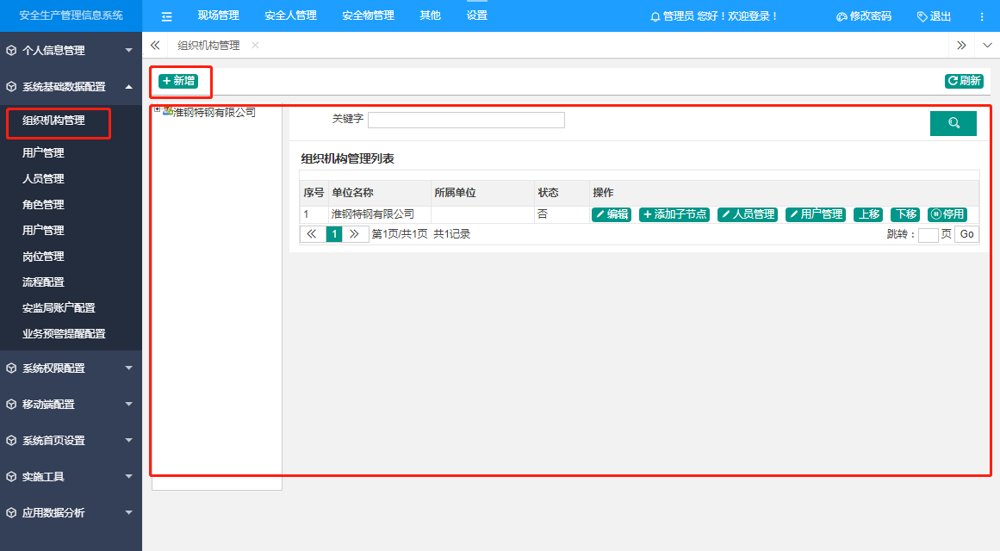 安全生产管理信息系统 现场管理 安全人管理 安全物管理 其他 设置 管理员 您好！欢迎登录！ 修改密码 退出
个人信息管理
系统基础数据配置
组织机构管理
用户管理
人员管理
角色管理
用户管理
岗位管理
流程配置
安监局账户配置
业务预警提醒配置
系统权限配置
移动端配置
系统首页设置
实施工具
应用数据分析
组织机构管理 ×
+ 新增 刷新
淮钢特钢有限公司
关键字
组织机构管理列表
序号 单位名称 所属单位 状态 操作
1 淮钢特钢有限公司 否 编辑 +添加子节点 人员管理 用户管理 上移 下移 停用
« 1 » 第1页/共1页 共1记录 跳转： 页 Go